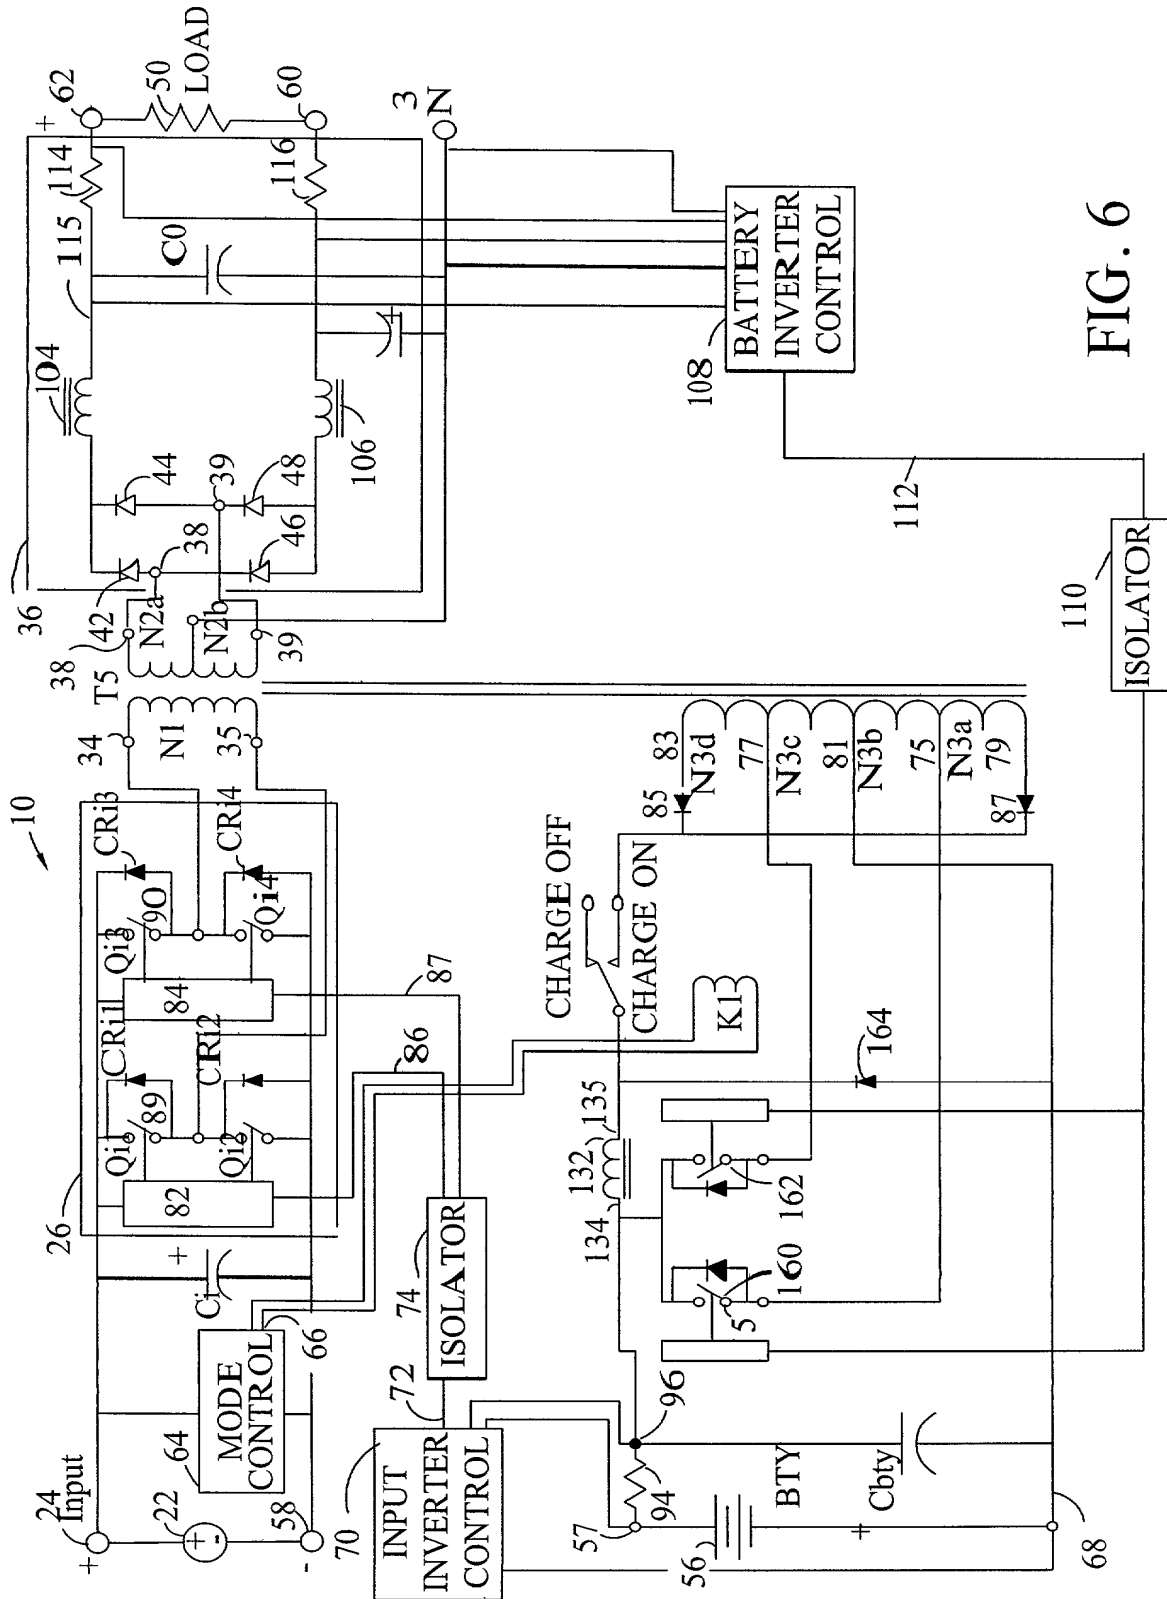 10
24 Input
+
22
+
-
58
-
64
MODE
CONTROL
66
Ci
+
26
Qi1
82
89
CRi1
Qi2
CRi2
Qi3
84
90
CRi3
Qi4
CRi4
34
N1
35
T5
38
N2a
N2b
39
36
42
38
44
39
46
48
104
106
115
114
C0
+
116
+
62
50
LOAD
60
3
N
70
INPUT
INVERTER
CONTROL
72
74
ISOLATOR
86
87
CHARGE OFF
CHARGE ON
K1
85
83
N3d
77
N3c
81
N3b
75
N3a
79
87
108
BATTERY
INVERTER
CONTROL
112
110
ISOLATOR
57
94
96
134
132
135
56
BTY
+
Cbty
5
160
162
164
68
FIG. 6